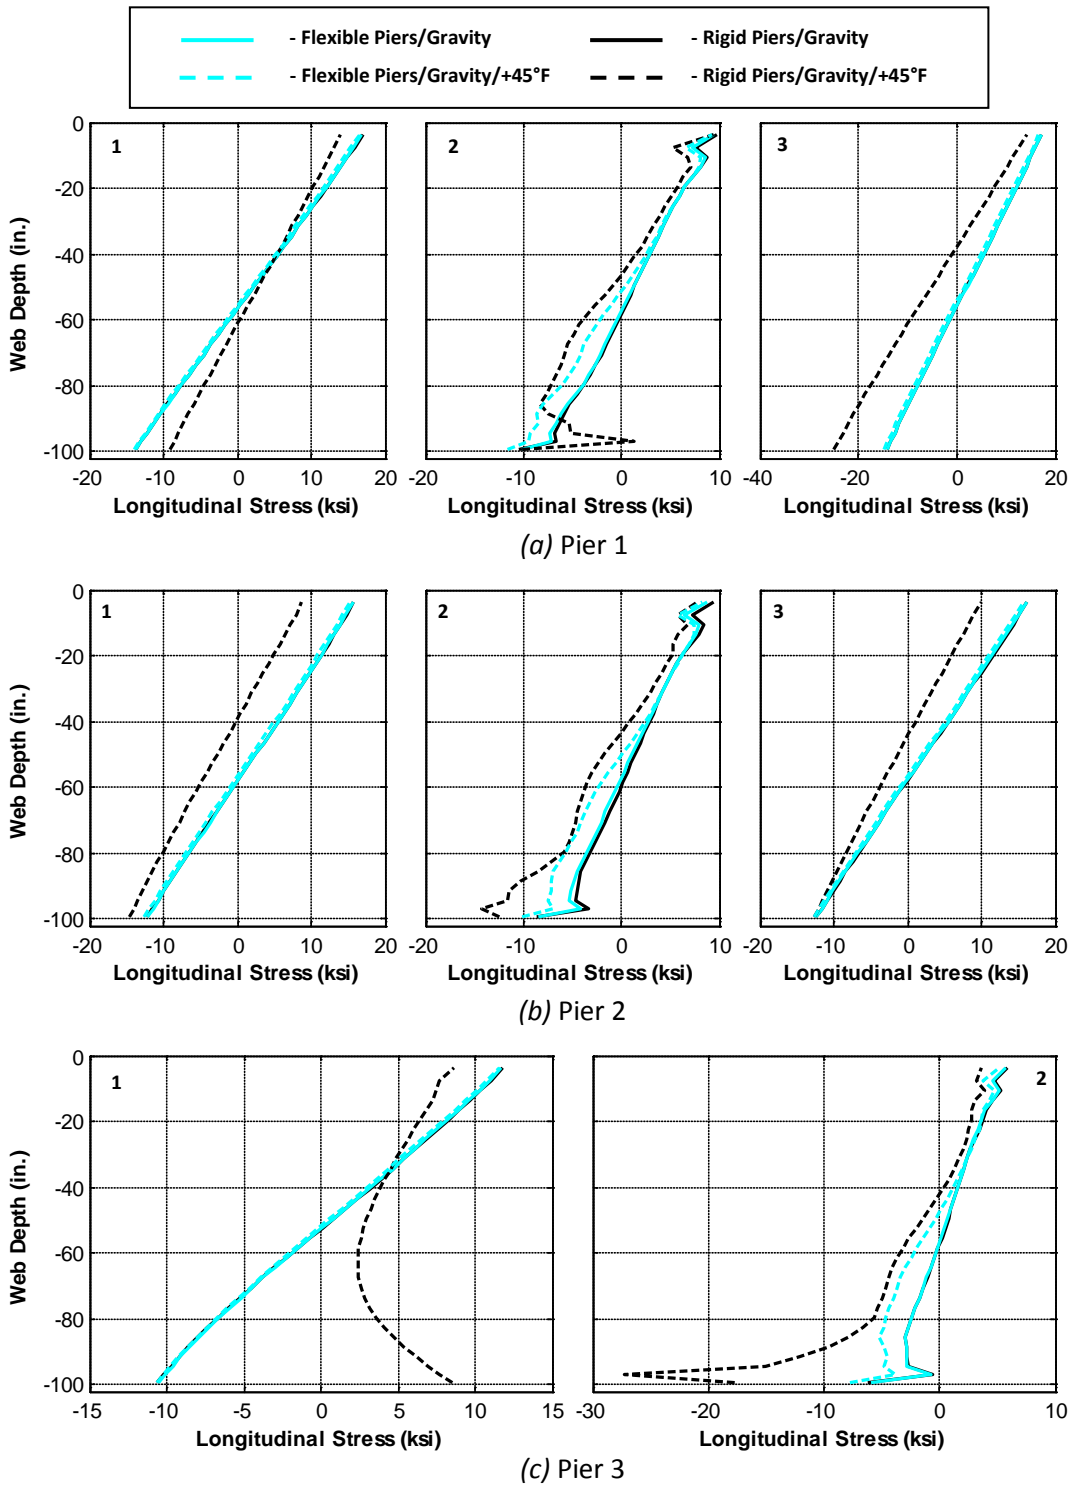 - Flexible Piers/Gravity - Rigid Piers/Gravity
- Flexible Piers/Gravity/+45°F - Rigid Piers/Gravity/+45°F
Web Depth (in.)
0
-20
-40
-60
-80
-100
1
-20 -10 0 10 20
Longitudinal Stress (ksi)
2
-20 -10 0 10
Longitudinal Stress (ksi)
3
-40 -20 0 20
Longitudinal Stress (ksi)
(a) Pier 1
Web Depth (in.)
0
-20
-40
-60
-80
-100
1
-20 -10 0 10 20
Longitudinal Stress (ksi)
2
-20 -10 0 10
Longitudinal Stress (ksi)
3
-20 -10 0 10 20
Longitudinal Stress (ksi)
(b) Pier 2
Web Depth (in.)
0
-20
-40
-60
-80
-100
1
-15 -10 -5 0 5 10 15
Longitudinal Stress (ksi)
2
-30 -20 -10 0 10
Longitudinal Stress (ksi)
(c) Pier 3